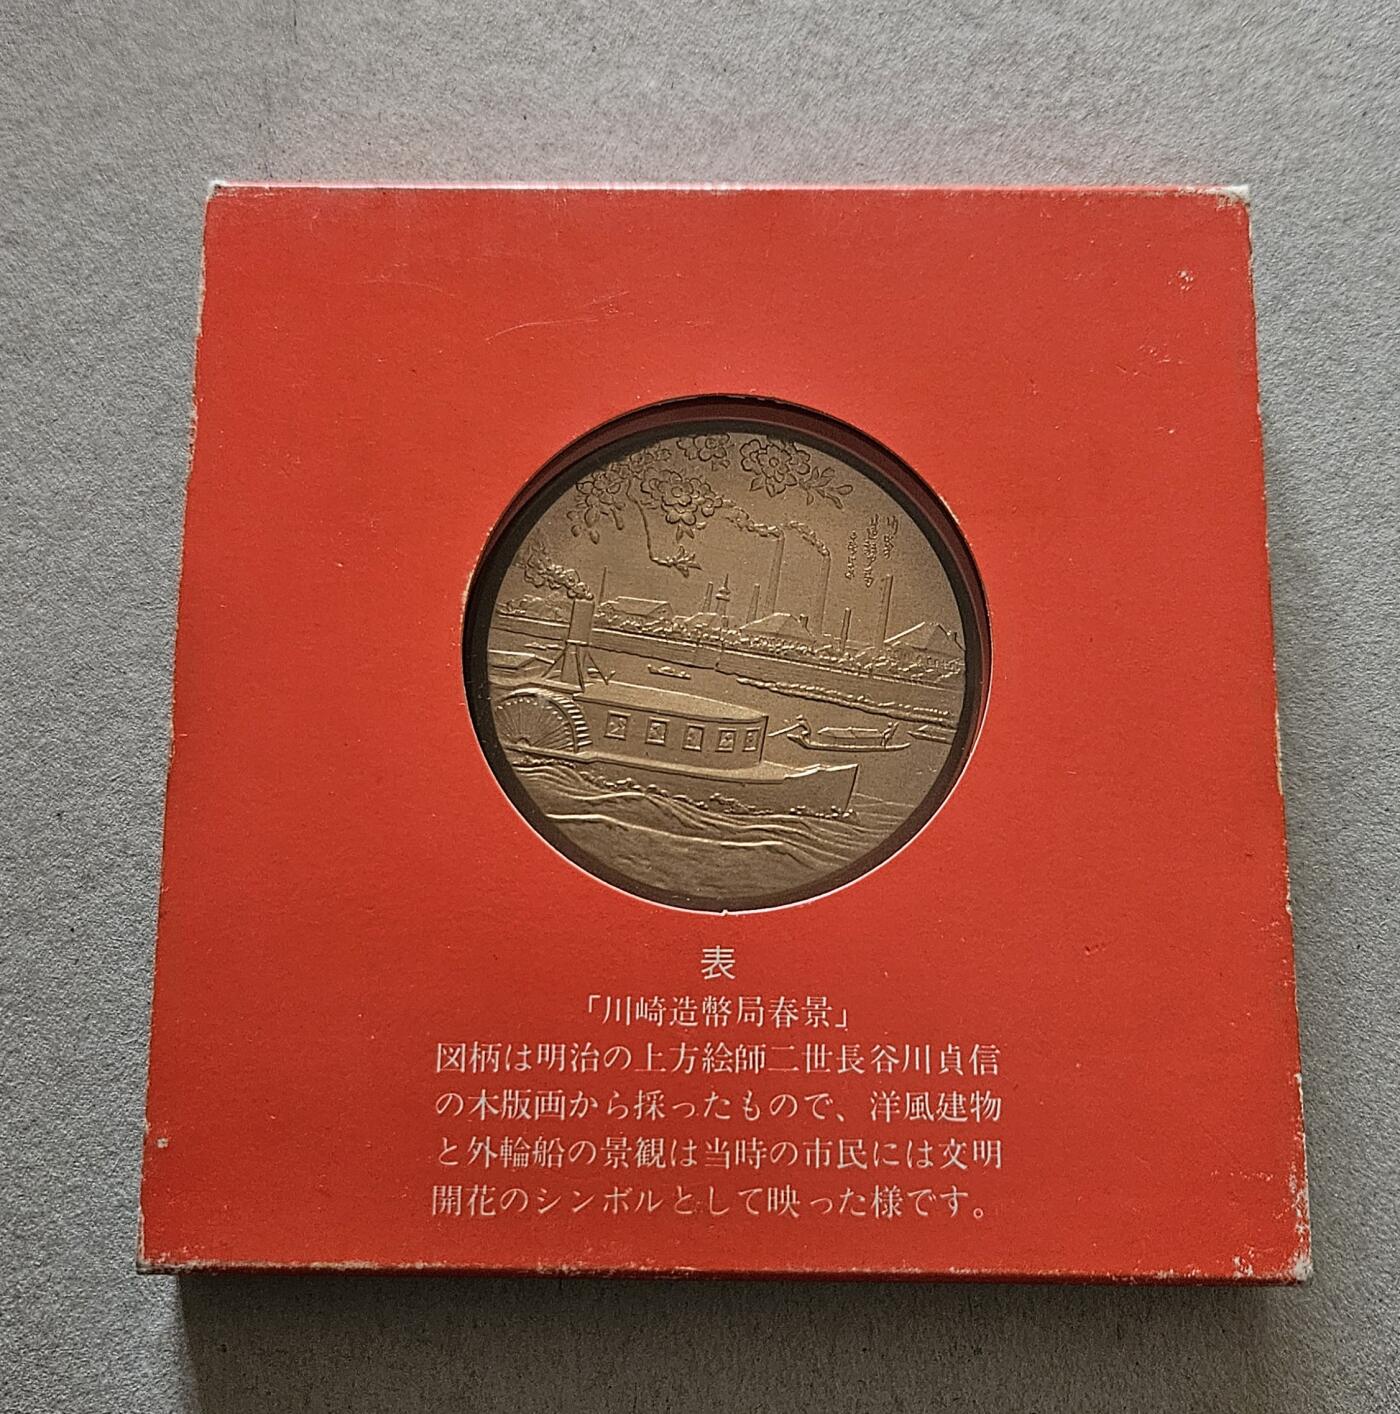 表
「川崎造幣局春景」
図柄は明治の上方絵師二世長谷川貞信
の木版画から採ったもので、洋風建物
と外輪船の景観は当時の市民には文明
開花のシンボルとして映った様です。